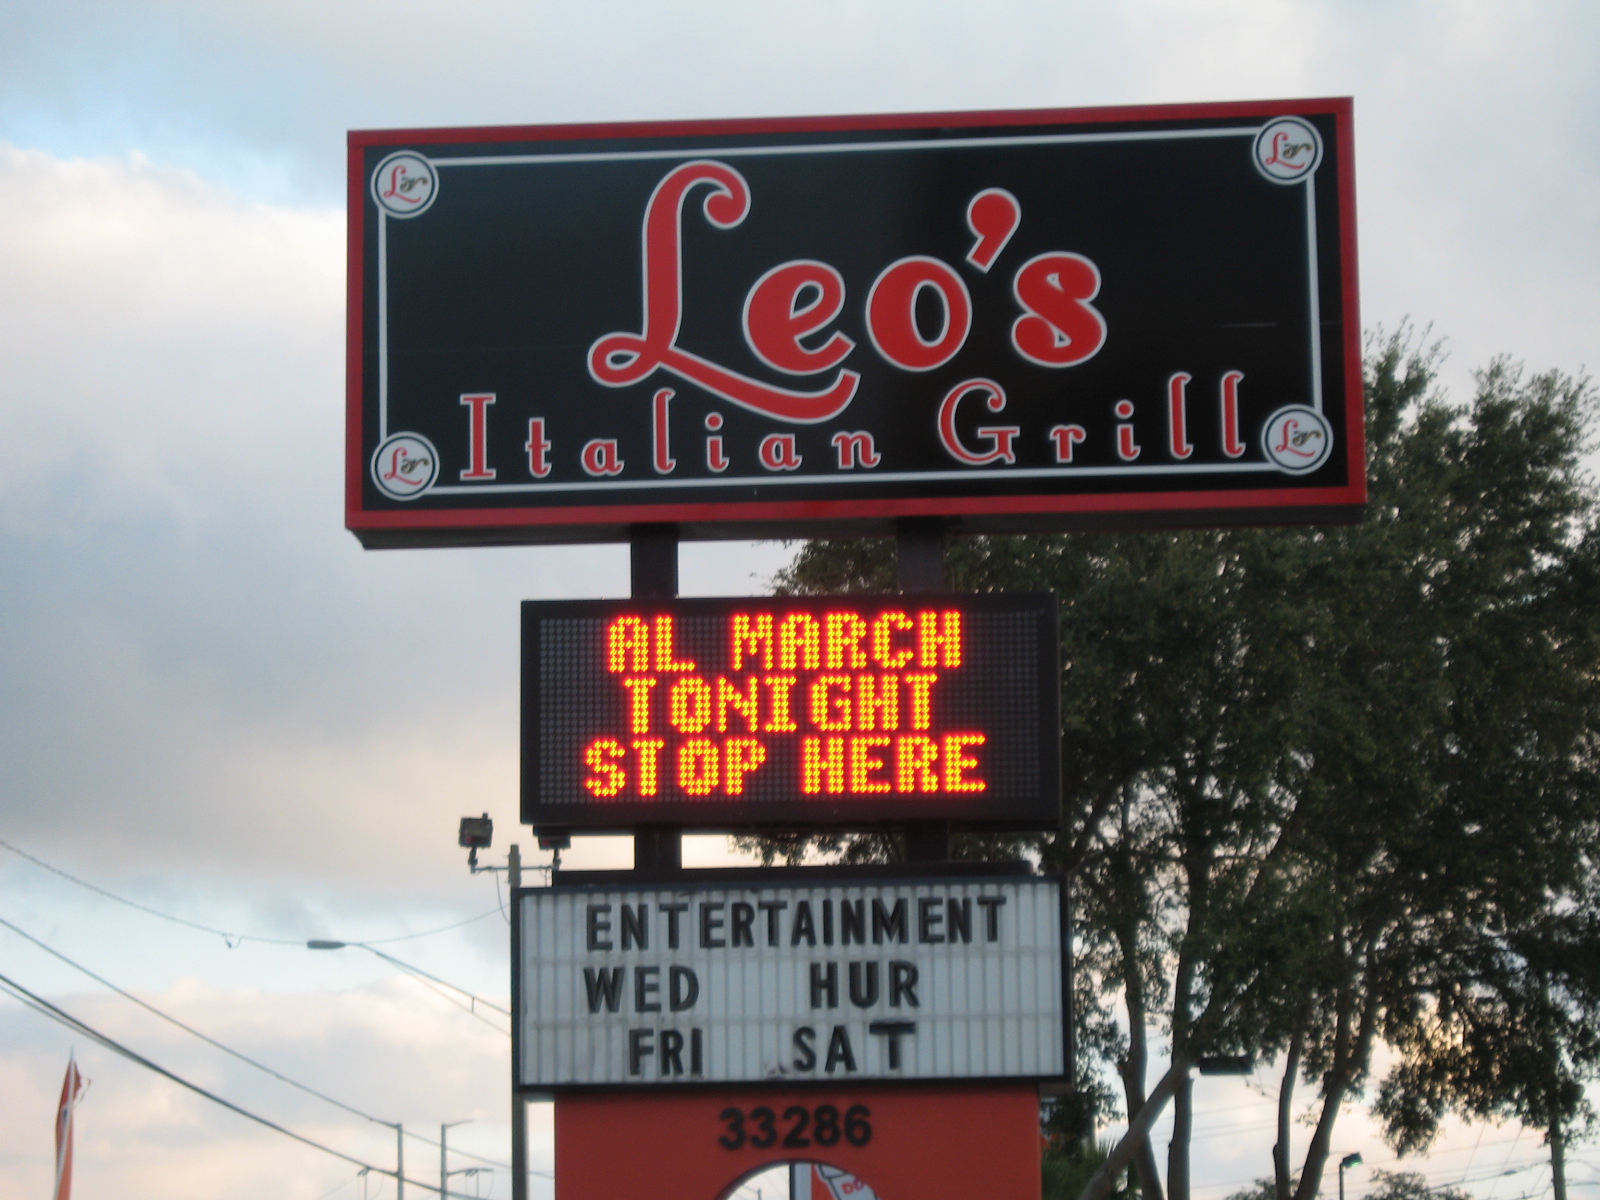 Leo's
Italian Grill
AL MARCH
TONIGHT
STOP HERE
ENTERTAINMENT
WED HUR
FRI SAT
33286